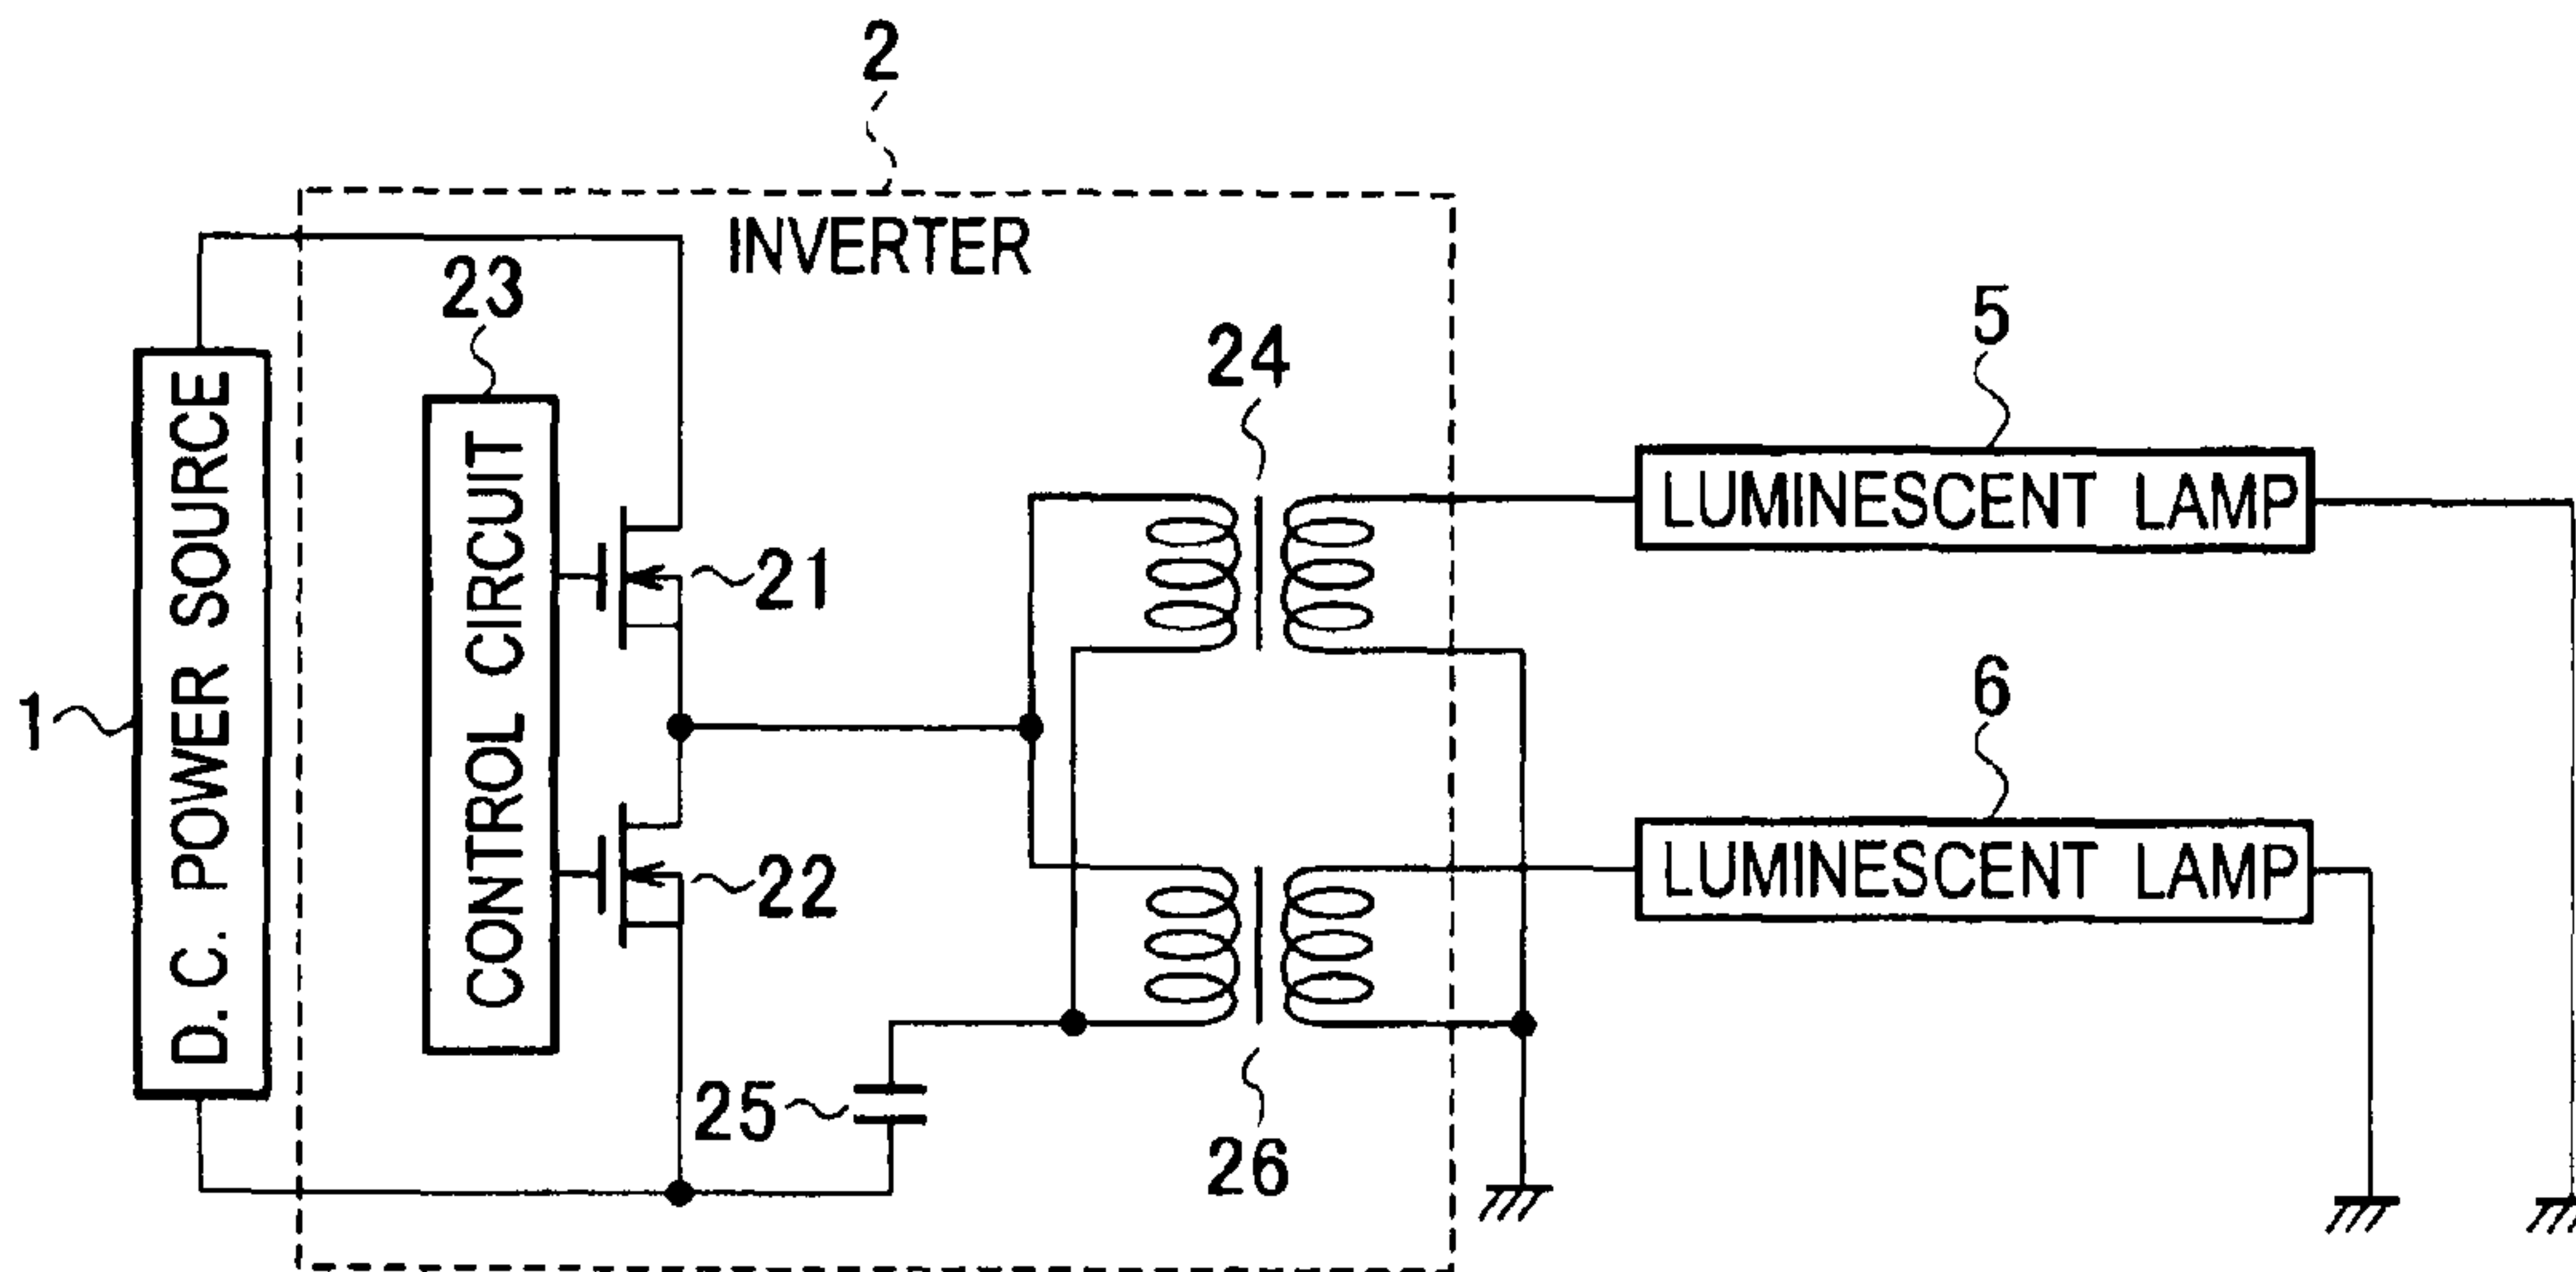 2
INVERTER
23
24
5
LUMINESCENT LAMP
21
CONTROL CIRCUIT
D. C. POWER SOURCE
1
6
LUMINESCENT LAMP
22
25
26